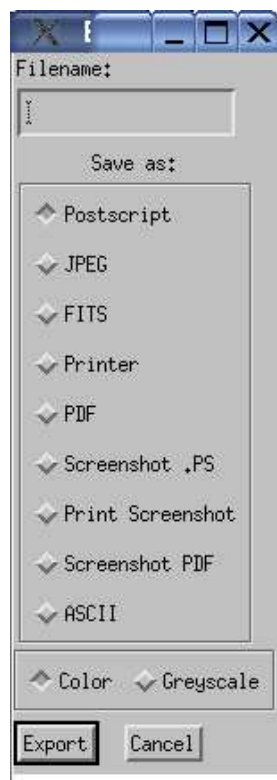 Filename:
Save as:
Postscript
JPEG
FITS
Printer
PDF
Screenshot .PS
Print Screenshot
Screenshot PDF
ASCII
Color Greyscale
Export Cancel